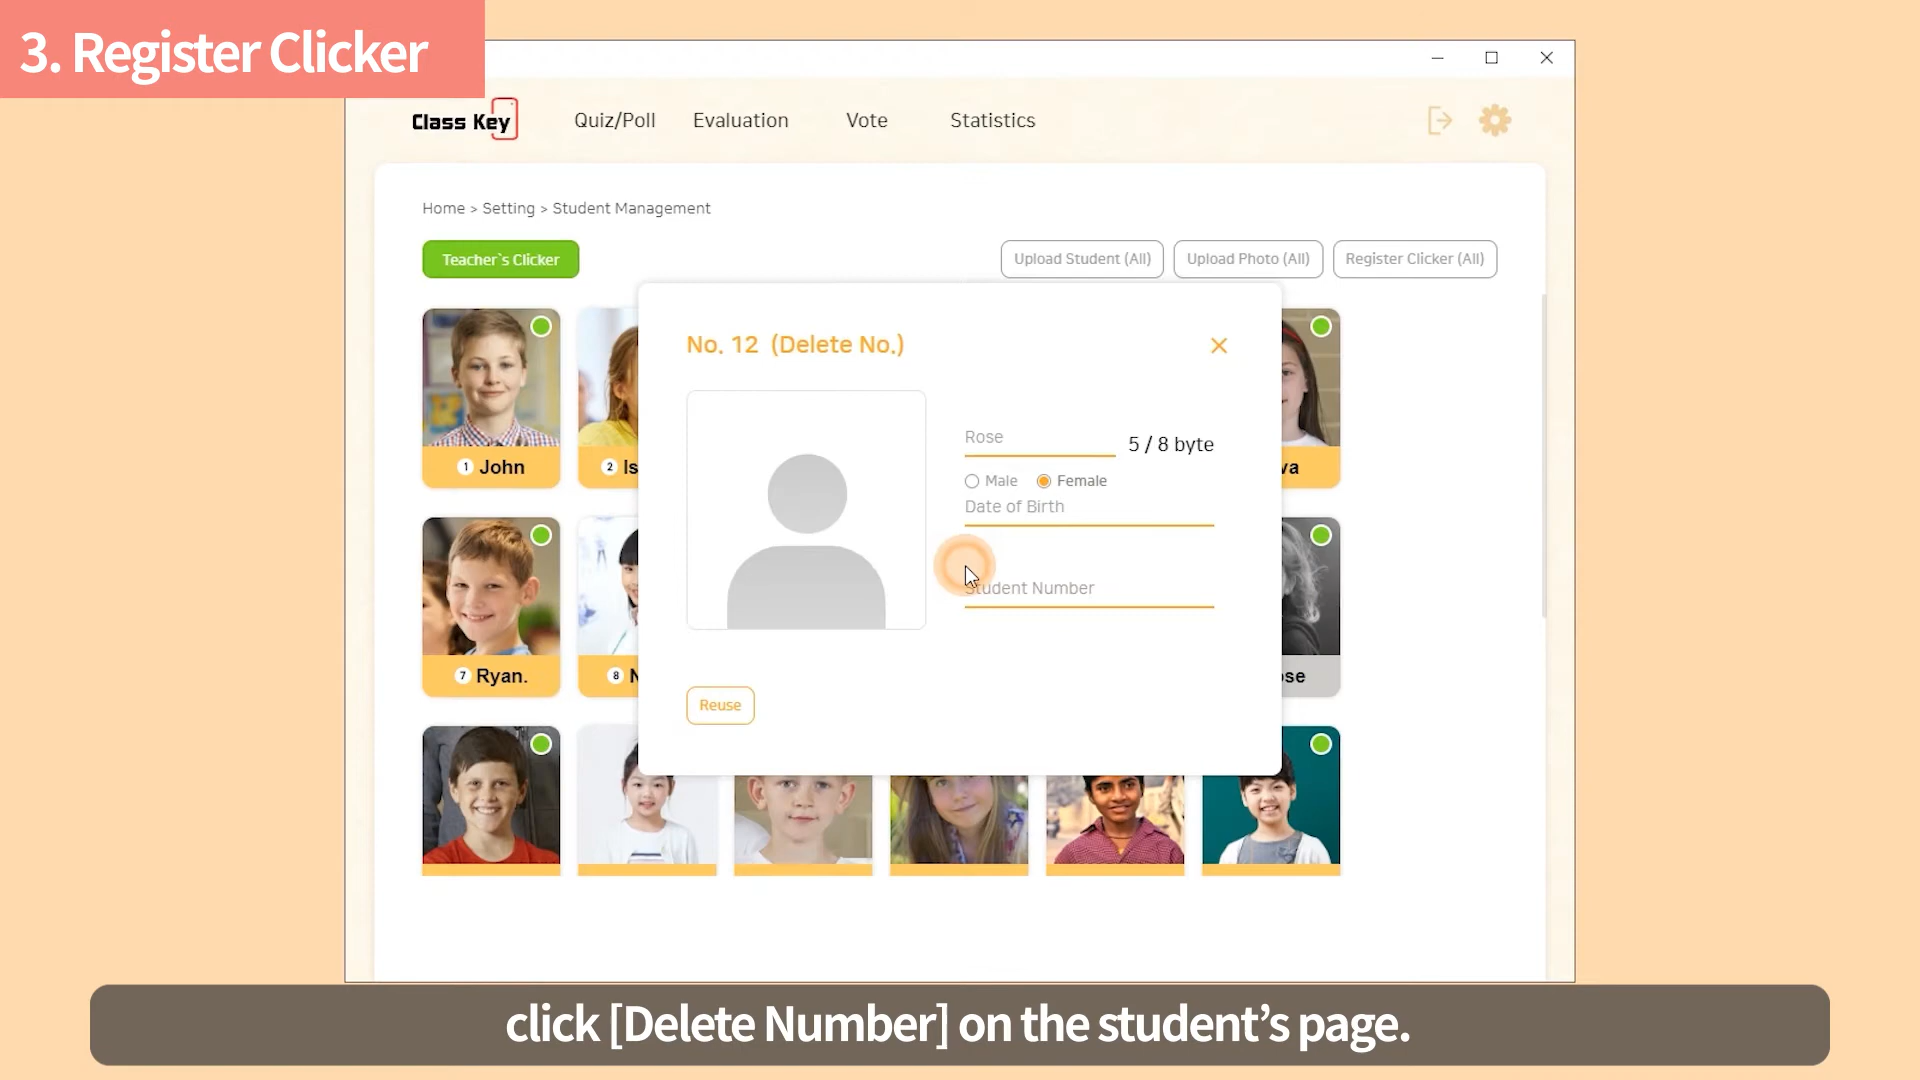 3. Register Clicker
Class Key
Quiz/Poll
Evaluation
Vote
Statistics
Home > Setting > Student Management
Teacher`s Clicker
Upload Student (All)
Upload Photo (All)
Register Clicker (All)
No. 12 (Delete No.)
Rose
5 / 8 byte
Male
Female
Date of Birth
Student Number
Reuse
1 John
2 Is
va
7 Ryan.
8 N
ose
click [Delete Number] on the student’s page.